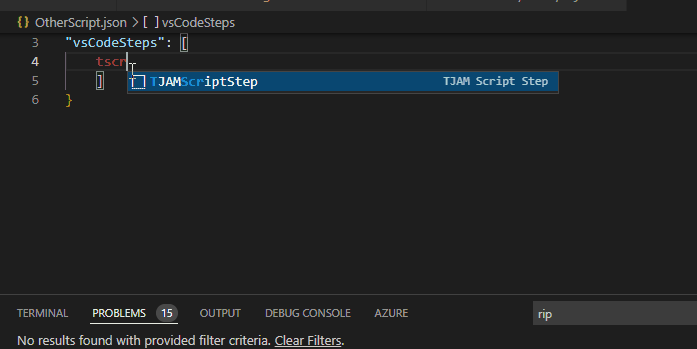 {} OtherScript.json > [ ] vsCodeSteps
3 "vsCodeSteps": [
4 tscr
TJAMScriptStep TJAM Script Step
5 ]
6 }
TERMINAL PROBLEMS 15 OUTPUT DEBUG CONSOLE AZURE rip
No results found with provided filter criteria. Clear Filters.